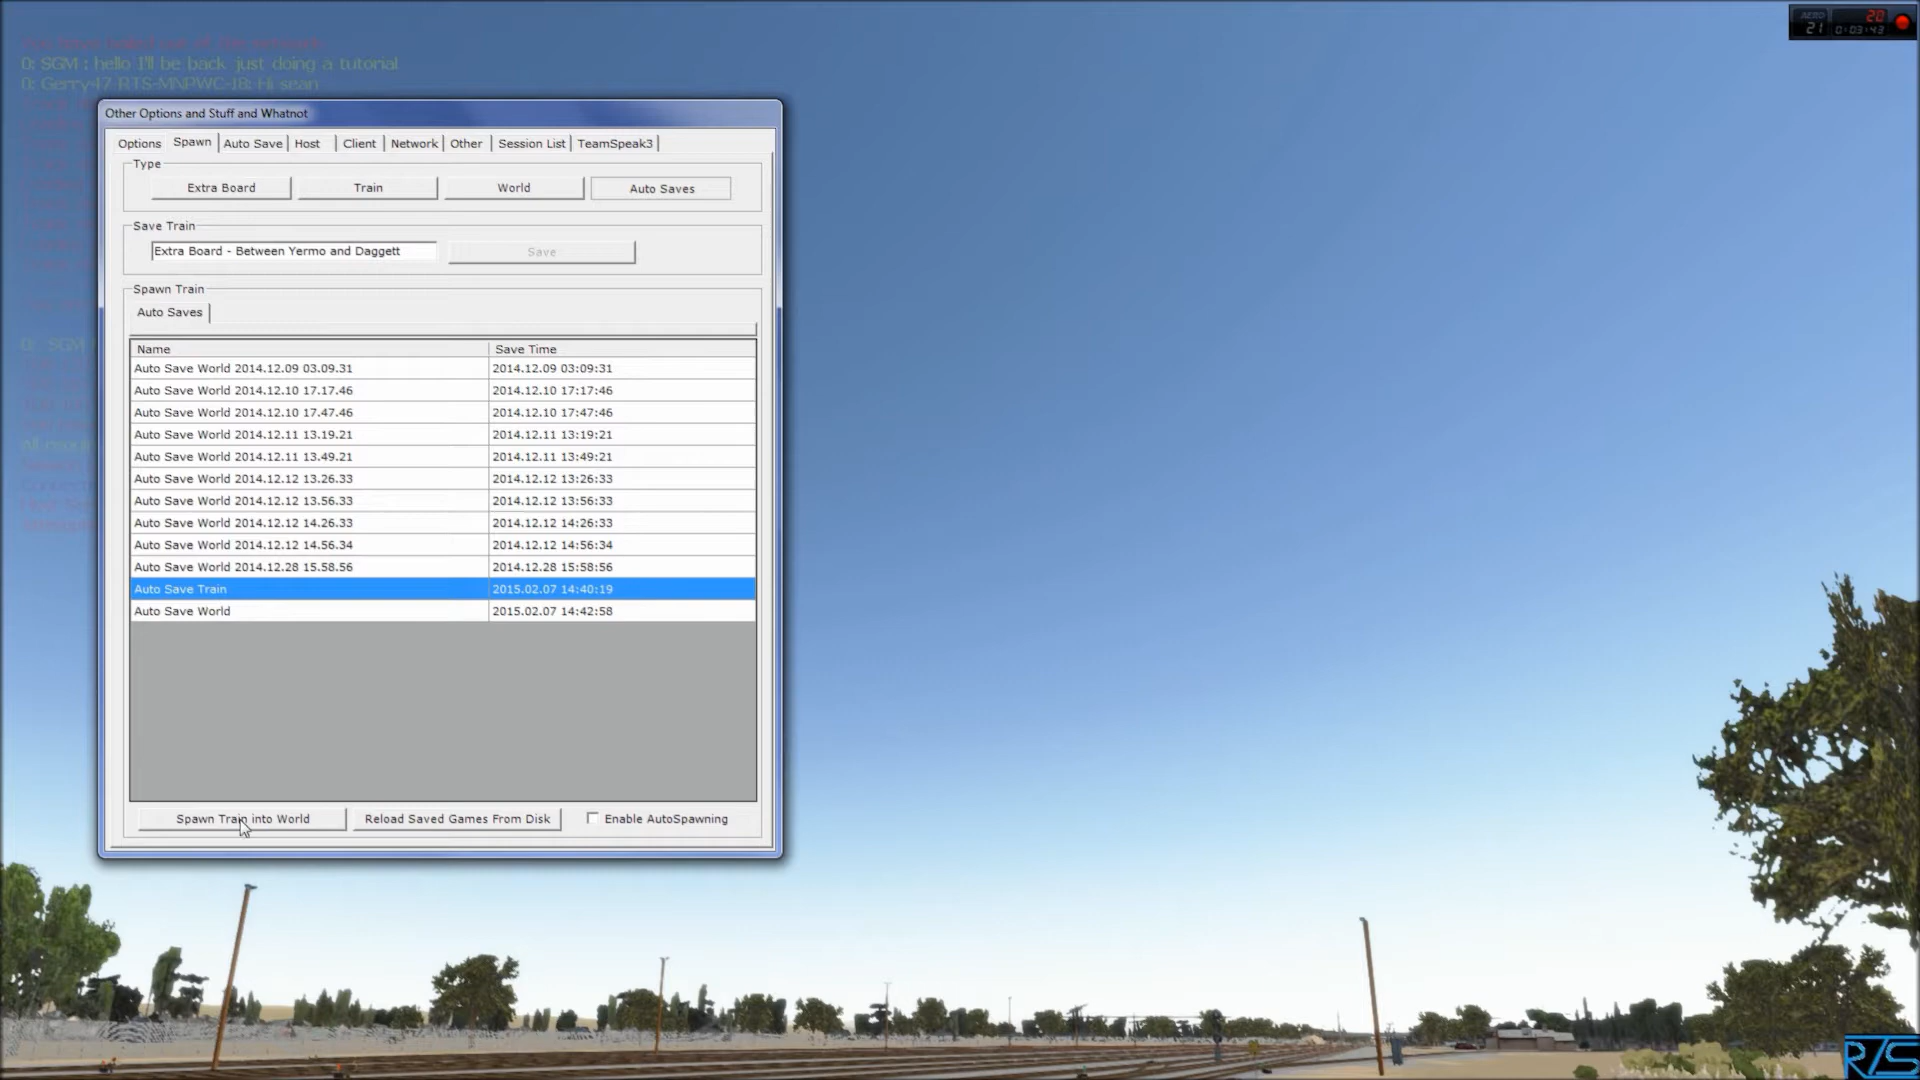 20
21
0:03:43
0: SGM : hello I'll be back just doing a tutorial
0: Gerry-17 RTS-MNPWC-18: Hi sean
Other Options and Stuff and Whatnot
Options Spawn Auto Save Host Client Network Other Session List TeamSpeak3
Type
Extra Board Train World Auto Saves
Save Train
Extra Board - Between Yermo and Daggett Save
Spawn Train
Auto Saves
Name Save Time
Auto Save World 2014.12.09 03.09.31 2014.12.09 03:09:31
Auto Save World 2014.12.10 17.17.46 2014.12.10 17:17:46
Auto Save World 2014.12.10 17.47.46 2014.12.10 17:47:46
Auto Save World 2014.12.11 13.19.21 2014.12.11 13:19:21
Auto Save World 2014.12.11 13.49.21 2014.12.11 13:49:21
Auto Save World 2014.12.12 13.26.33 2014.12.12 13:26:33
Auto Save World 2014.12.12 13.56.33 2014.12.12 13:56:33
Auto Save World 2014.12.12 14.26.33 2014.12.12 14:26:33
Auto Save World 2014.12.12 14.56.34 2014.12.12 14:56:34
Auto Save World 2014.12.28 15.58.56 2014.12.28 15:58:56
Auto Save Train 2015.02.07 14:40:19
Auto Save World 2015.02.07 14:42:58
Spawn Train into World Reload Saved Games From Disk Enable AutoSpawning
0: SGM